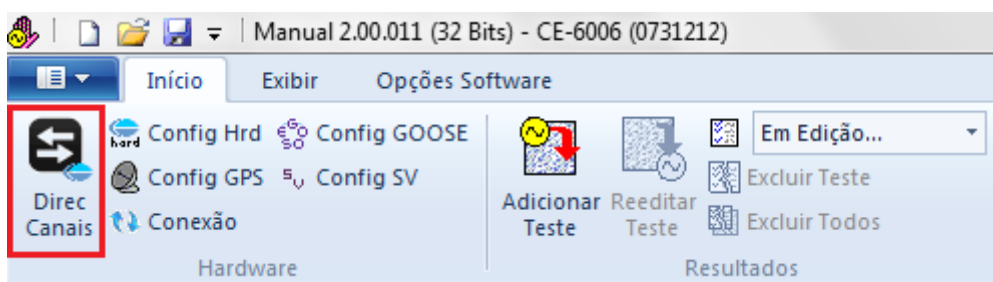 Manual 2.00.011 (32 Bits) - CE-6006 (0731212)
Início Exibir Opções Software
Direc
Canais
hard Config Hrd
Config GPS
Conexão
Config GOOSE
SV Config SV
Hardware
Adicionar
Teste
Reeditar
Teste
Em Edição...
Excluir Teste
Excluir Todos
Resultados